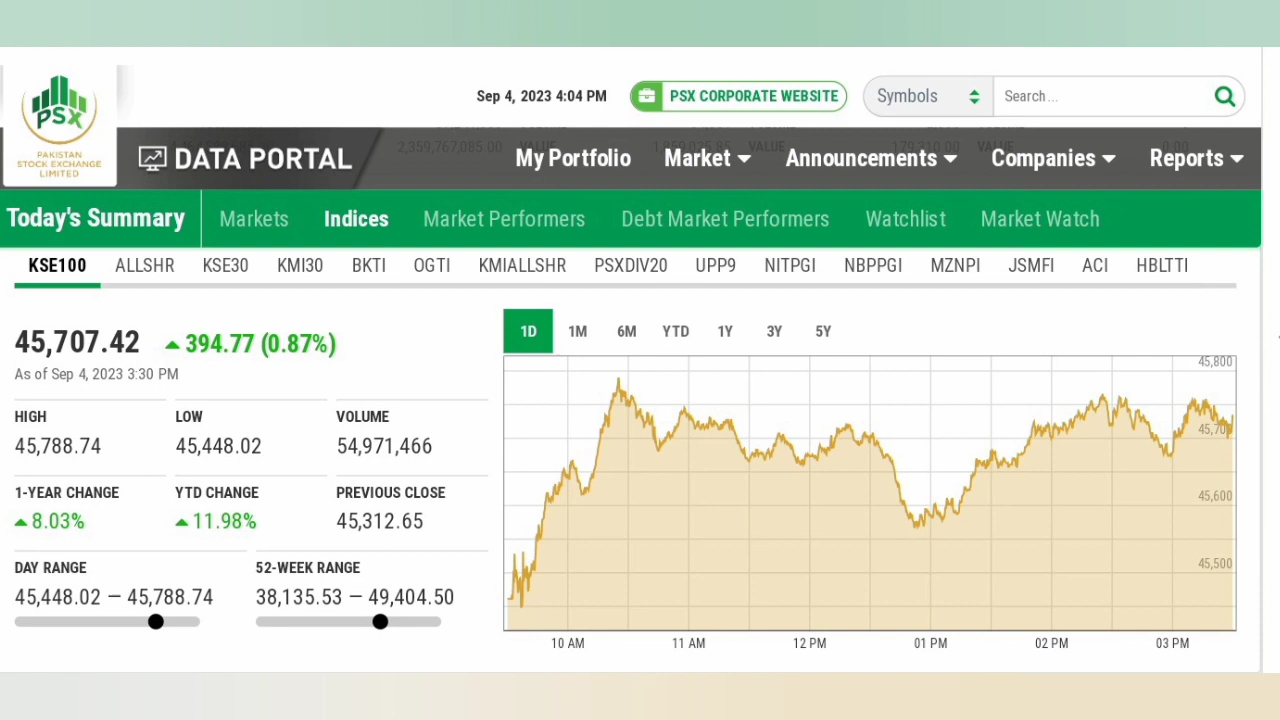 PSX
PAKISTAN
STOCK EXCHANGE
LIMITED
Sep 4, 2023 4:04 PM
PSX CORPORATE WEBSITE
Symbols
Search...
2,359,767,085.00 VALUE
VALUE
DATA PORTAL
My Portfolio Market Announcements Companies Reports
Today's Summary Markets Indices Market Performers Debt Market Performers Watchlist Market Watch
KSE100 ALLSHR KSE30 KMI30 BKTI OGTI KMIALLSHR PSXDIV20 UPP9 NITPGI NBPPGI MZNPI JSMFI ACI HBLTTI
45,707.42 394.77 (0.87%)
As of Sep 4, 2023 3:30 PM
HIGH LOW VOLUME
45,788.74 45,448.02 54,971,466
1-YEAR CHANGE YTD CHANGE PREVIOUS CLOSE
8.03% 11.98% 45,312.65
DAY RANGE 52-WEEK RANGE
45,448.02 — 45,788.74 38,135.53 — 49,404.50
1D 1M 6M YTD 1Y 3Y 5Y
45,800
45,700
45,600
45,500
10 AM 11 AM 12 PM 01 PM 02 PM 03 PM